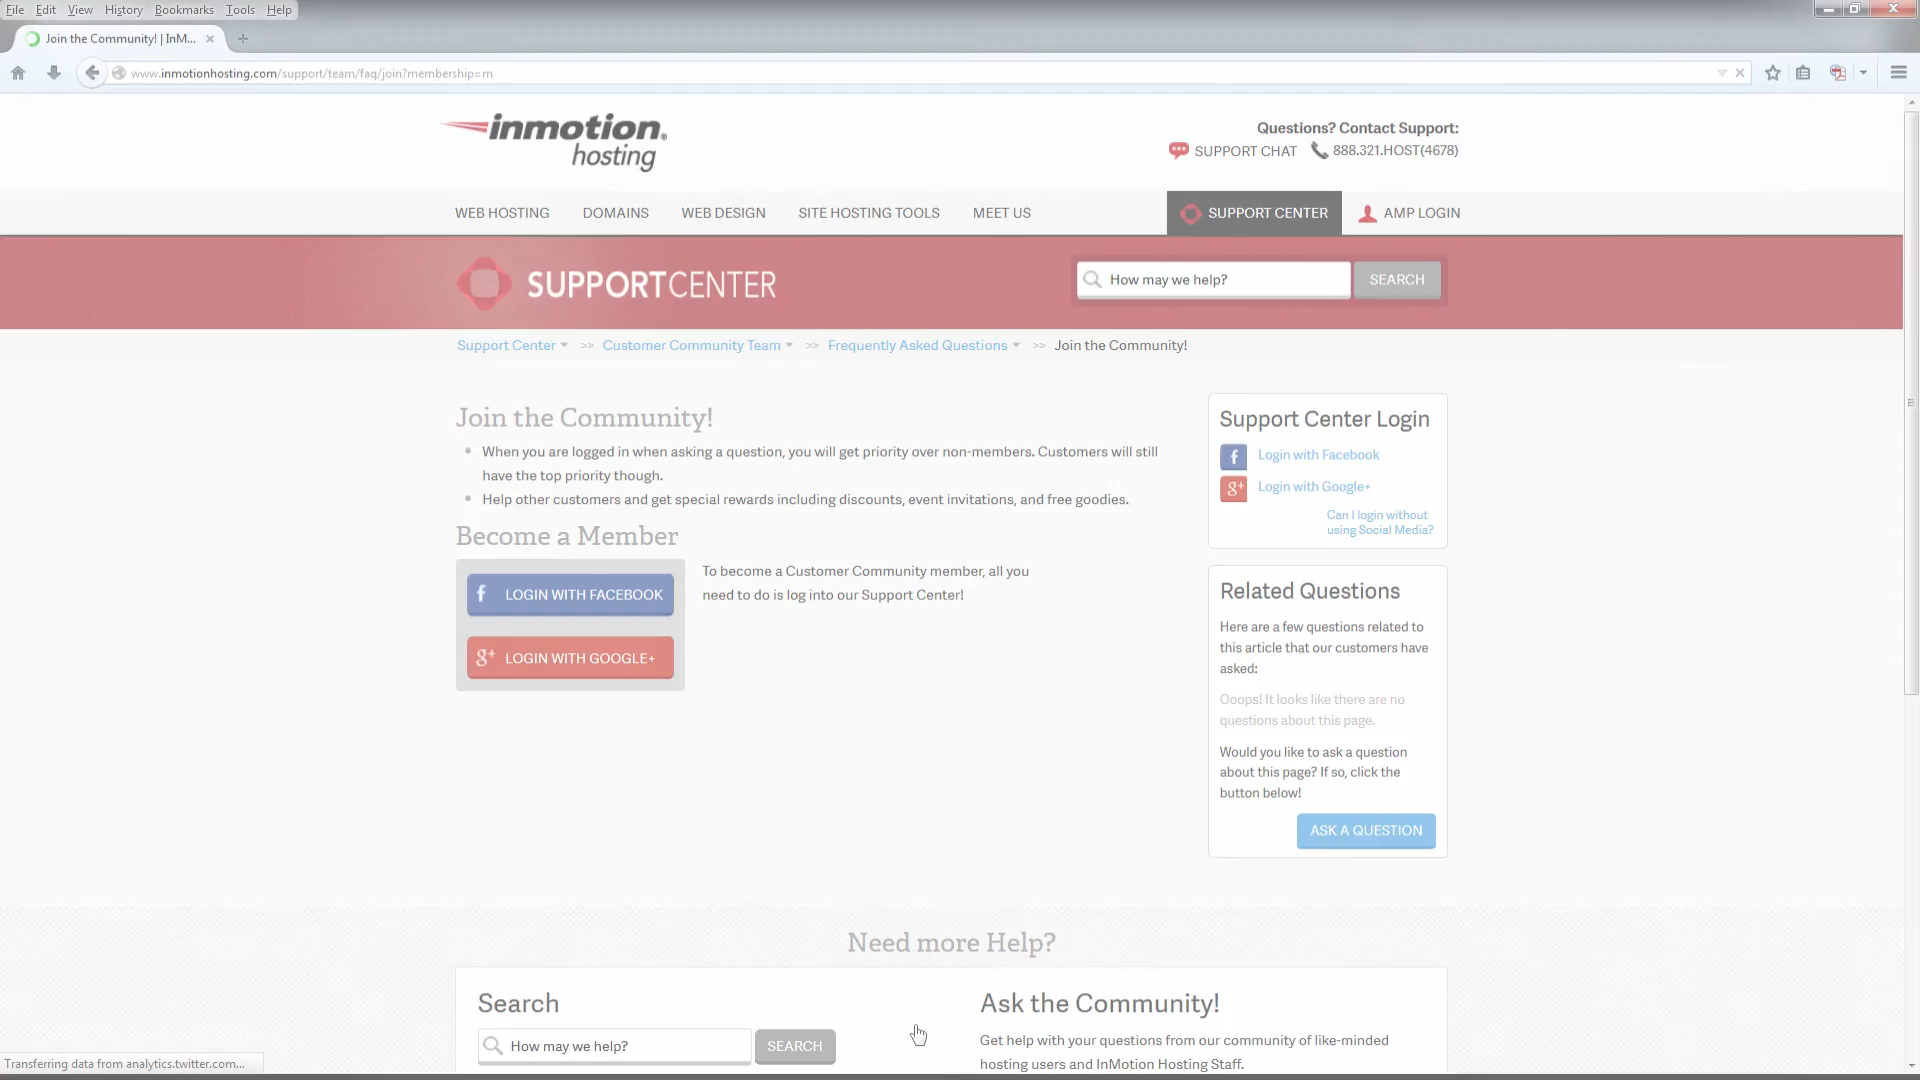 File Edit View History Bookmarks Tools Help
Join the Community! | InM...
www.inmotionhosting.com/support/team/faq/join?membership=m
inmotion
hosting
Questions? Contact Support:
SUPPORT CHAT 888.321.HOST(4678)
WEB HOSTING DOMAINS WEB DESIGN SITE HOSTING TOOLS MEET US SUPPORT CENTER AMP LOGIN
SUPPORTCENTER
How may we help? SEARCH
Support Center >> Customer Community Team >> Frequently Asked Questions >> Join the Community!
Join the Community!
When you are logged in when asking a question, you will get priority over non-members. Customers will still
have the top priority though.
Help other customers and get special rewards including discounts, event invitations, and free goodies.
Become a Member
f LOGIN WITH FACEBOOK
g+ LOGIN WITH GOOGLE+
To become a Customer Community member, all you
need to do is log into our Support Center!
Support Center Login
f Login with Facebook
g+ Login with Google+
Can I login without
using Social Media?
Related Questions
Here are a few questions related to
this article that our customers have
asked:
Ooops! It looks like there are no
questions about this page.
Would you like to ask a question
about this page? If so, click the
button below!
ASK A QUESTION
Need more Help?
Search
How may we help? SEARCH
Ask the Community!
Get help with your questions from our community of like-minded
hosting users and InMotion Hosting Staff.
Transferring data from analytics.twitter.com...